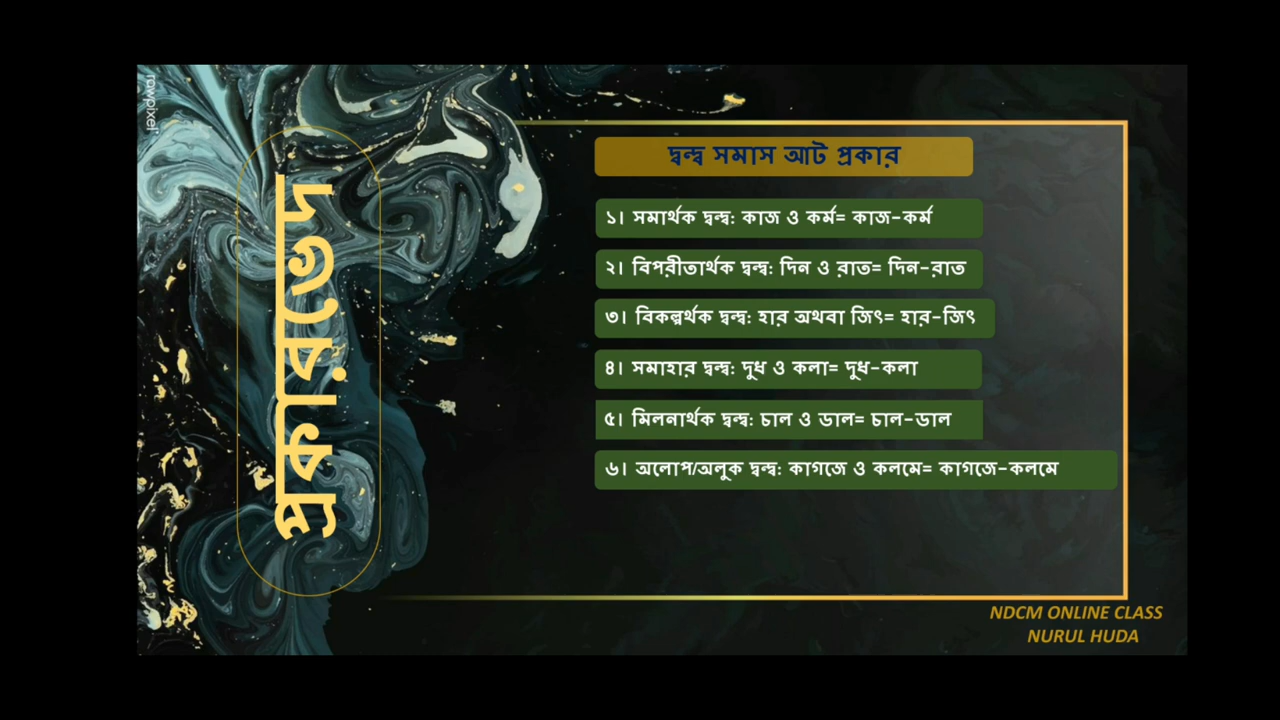 rawpixel
প্রকারভেদ
দ্বন্দ্ব সমাস আট প্রকার
১। সমার্থক দ্বন্দ্ব: কাজ ও কর্ম= কাজ-কর্ম
২। বিপরীতার্থক দ্বন্দ্ব: দিন ও রাত= দিন-রাত
৩। বিকল্পর্থক দ্বন্দ্ব: হার অথবা জিৎ= হার-জিৎ
৪। সমাহার দ্বন্দ্ব: দুধ ও কলা= দুধ-কলা
৫। মিলনার্থক দ্বন্দ্ব: চাল ও ডাল= চাল-ডাল
৬। অলোপ/অলুক দ্বন্দ্ব: কাগজে ও কলমে= কাগজে-কলমে
NDCM ONLINE CLASS
NURUL HUDA